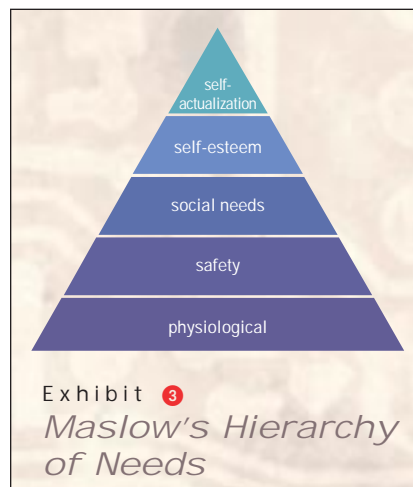 self-
actualization
self-esteem
social needs
safety
physiological
Exhibit 3
Maslow's Hierarchy
of Needs